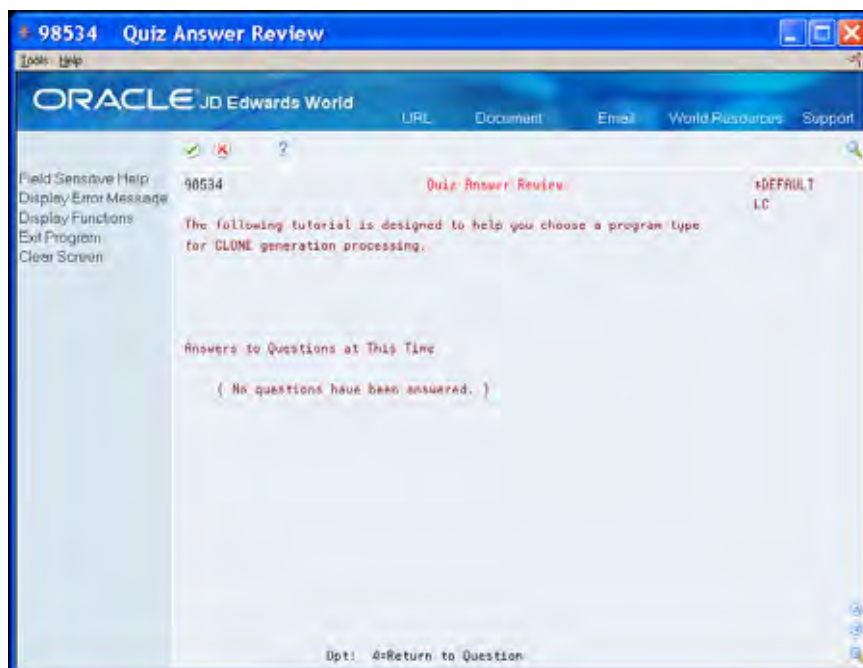 98534 Quiz Answer Review
Tools Help
ORACLE JD Edwards World
URL Document Email World Resources Support
?
Field Sensitive Help
Display Error Message
Display Functions
Exit Program
Clear Screen
98534 Quiz Answer Review *DEFAULT
LC
The following tutorial is designed to help you choose a program type
for CLONE generation processing.
Answers to Questions at This Time
( No questions have been answered. )
Opt: 4=Return to Question